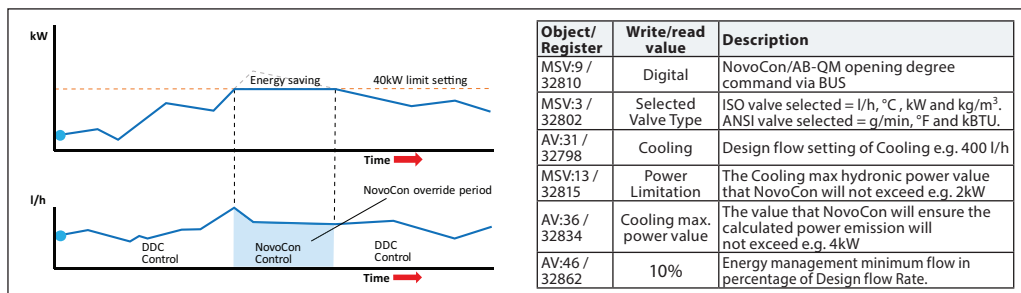 kW
Energy saving
40kW limit setting
Time
NovoCon override period
l/h
DDC
Control
NovoCon
Control
DDC
Control
Time
Object/
Register
Write/read
value
Description
MSV:9 /
32810
Digital
NovoCon/AB-QM opening degree
command via BUS
MSV:3 /
32802
Selected
Valve Type
ISO valve selected = l/h, °C , kW and kg/m³.
ANSI valve selected = g/min, °F and kBTU.
AV:31 /
32798
Cooling
Design flow setting of Cooling e.g. 400 l/h
MSV:13 /
32815
Power
Limitation
The Cooling max hydronic power value
that NovoCon will not exceed e.g. 2kW
AV:36 /
32834
Cooling max.
power value
The value that NovoCon will ensure the
calculated power emission will
not exceed e.g. 4kW
AV:46 /
32862
10%
Energy management minimum flow in
percentage of Design flow Rate.